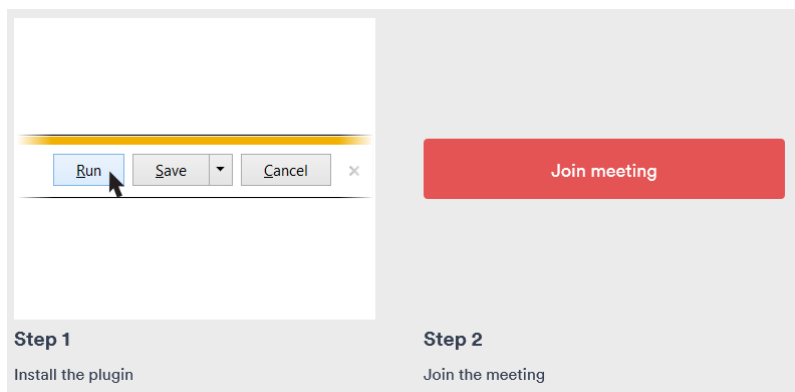 Run
Save
Cancel
Join meeting
Step 1
Install the plugin
Step 2
Join the meeting